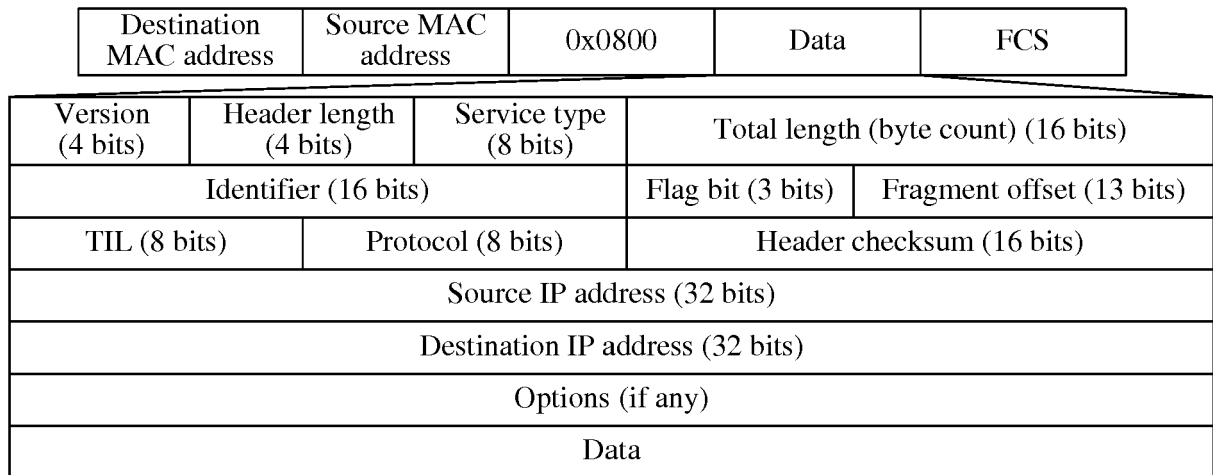 Destination MAC address
Source MAC address
0x0800
Data
FCS
Version (4 bits)
Header length (4 bits)
Service type (8 bits)
Total length (byte count) (16 bits)
Identifier (16 bits)
Flag bit (3 bits)
Fragment offset (13 bits)
TIL (8 bits)
Protocol (8 bits)
Header checksum (16 bits)
Source IP address (32 bits)
Destination IP address (32 bits)
Options (if any)
Data